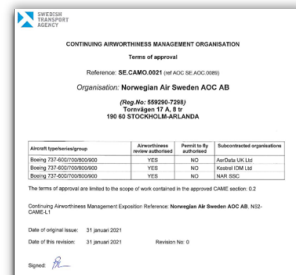 SWEDISH
TRANSPORT
AGENCY
CONTINUING AIRWORTHINESS MANAGEMENT ORGANISATION
Terms of approval
Reference: SE.CAMO.0021 (ref AOC SE.AOC.0085)
Organisation: Norwegian Air Sweden AOC AB
(Reg.No: 559290-7298)
Tornvägen 17 A, 8 tr
190 60 STOCKHOLM-ARLANDA
Aircraft type/series/group Airworthiness review authorised Permit to fly authorised Subcontracted organisations
Boeing 737-600/700/800/900 YES NO AerData UK Ltd
Boeing 737-600/700/800/900 YES NO Kestrel IDM Ltd
Boeing 737-600/700/800/900 YES NO NAR SSC
The terms of approval are limited to the scope of work contained in the approved CAME section: 0.2
Continuing Airworthiness Management Exposition Reference: Norwegian Air Sweden AOC AB, NS2-
CAME-L1
Date of original issue: 31 januari 2021
Date of this revision: 31 januari 2021 Revision No: 0
Signed: